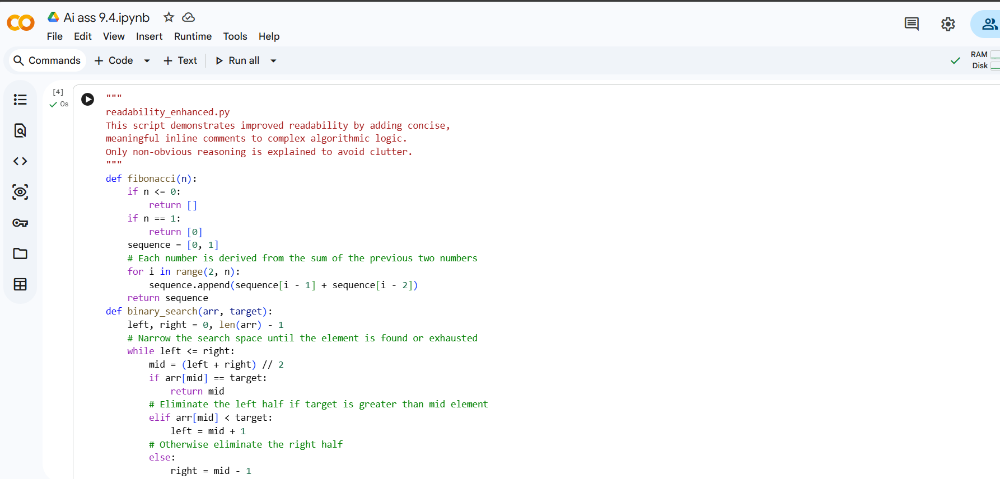 Ai ass 9.4.ipynb
File Edit View Insert Runtime Tools Help
Commands + Code + Text Run all
RAM
Disk
[4]
0s
"""
readability_enhanced.py
This script demonstrates improved readability by adding concise,
meaningful inline comments to complex algorithmic logic.
Only non-obvious reasoning is explained to avoid clutter.
"""
def fibonacci(n):
    if n <= 0:
        return []
    if n == 1:
        return [0]
    sequence = [0, 1]
    # Each number is derived from the sum of the previous two numbers
    for i in range(2, n):
        sequence.append(sequence[i - 1] + sequence[i - 2])
    return sequence
def binary_search(arr, target):
    left, right = 0, len(arr) - 1
    # Narrow the search space until the element is found or exhausted
    while left <= right:
        mid = (left + right) // 2
        if arr[mid] == target:
            return mid
        # Eliminate the left half if target is greater than mid element
        elif arr[mid] < target:
            left = mid + 1
        # Otherwise eliminate the right half
        else:
            right = mid - 1